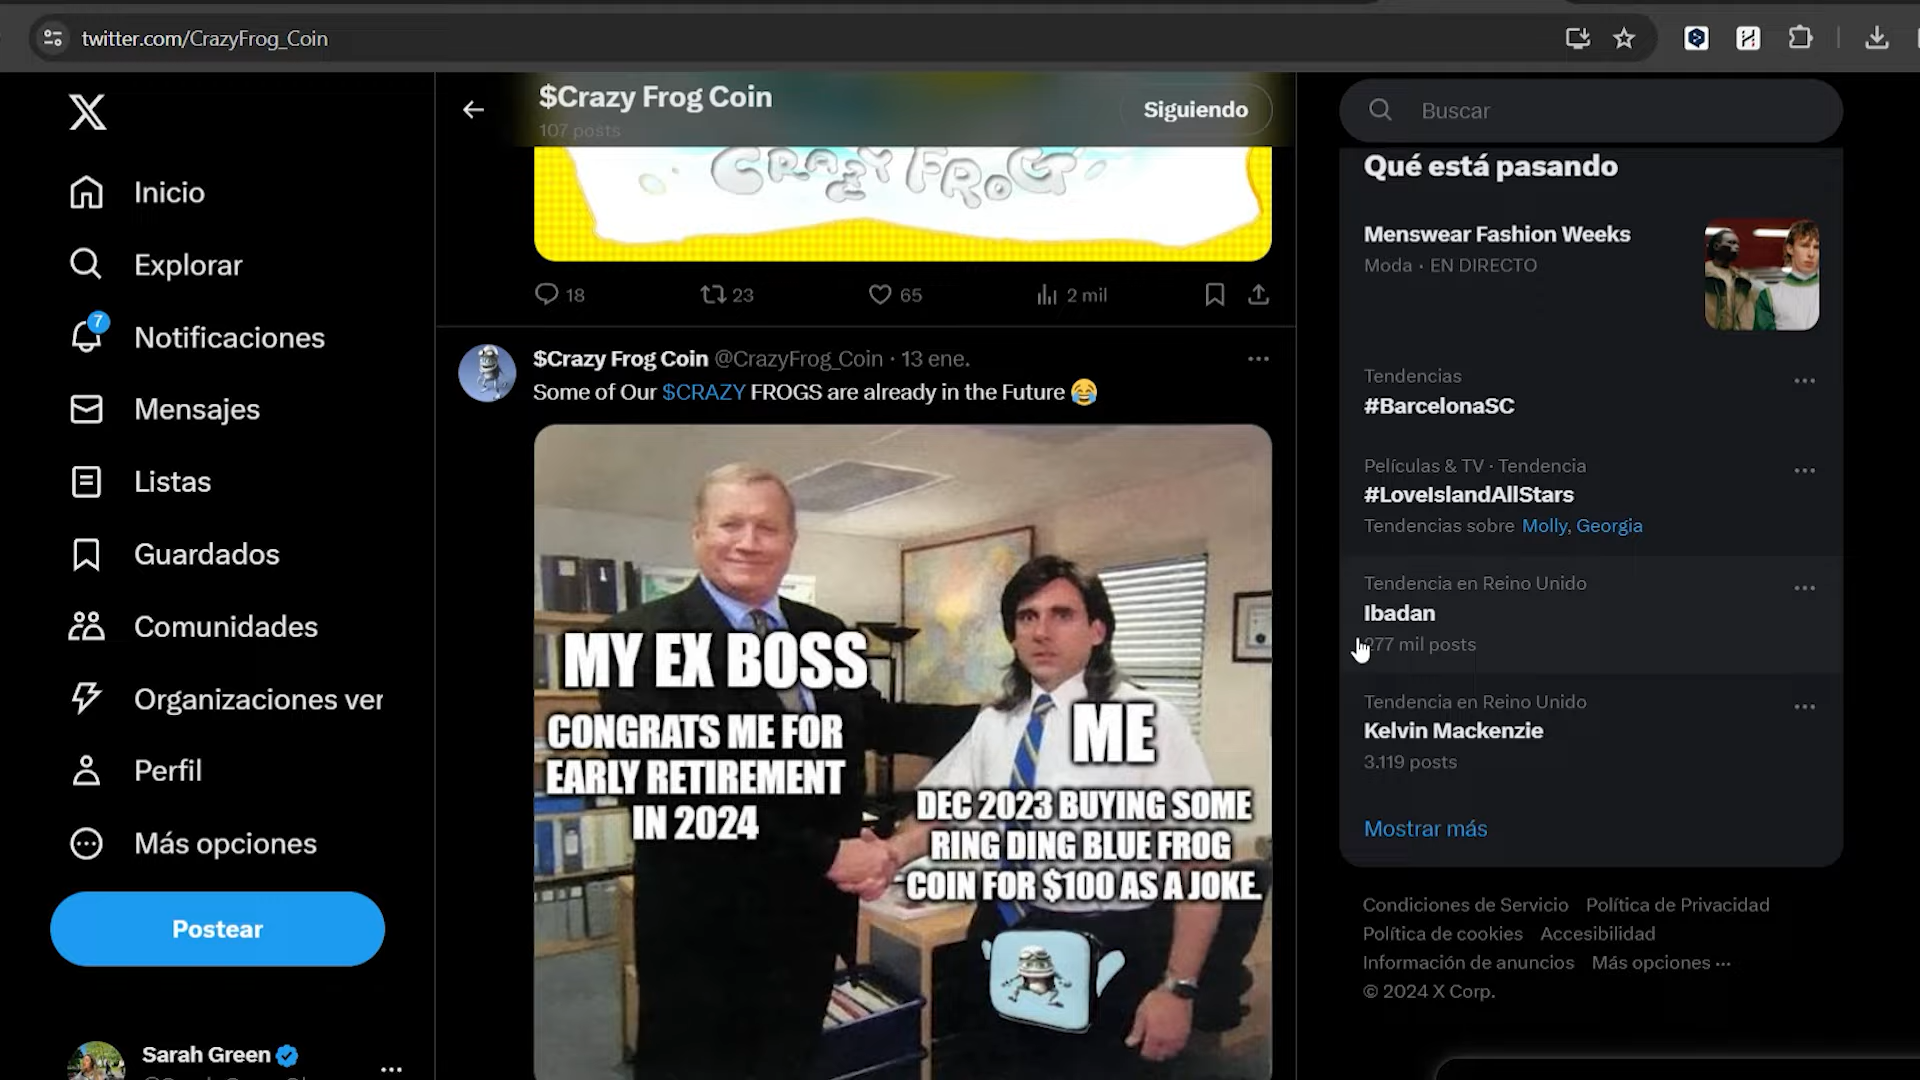 twitter.com/CrazyFrog_Coin
$Crazy Frog Coin
107 posts
Siguiendo
Buscar
Inicio
Explorar
7
Notificaciones
Mensajes
Listas
Guardados
Comunidades
Organizaciones ver
Perfil
Más opciones
Postear
Sarah Green
CRAZY FROG
18
23
65
2 mil
$Crazy Frog Coin @CrazyFrog_Coin · 13 ene.
Some of Our $CRAZY FROGS are already in the Future 😂
MY EX BOSS
CONGRATS ME FOR
EARLY RETIREMENT
IN 2024
ME
DEC 2023 BUYING SOME
RING DING BLUE FROG
COIN FOR $100 AS A JOKE.
Qué está pasando
Menswear Fashion Weeks
Moda · EN DIRECTO
Tendencias
#BarcelonaSC
Películas & TV · Tendencia
#LoveIslandAllStars
Tendencias sobre Molly, Georgia
Tendencia en Reino Unido
Ibadan
277 mil posts
Tendencia en Reino Unido
Kelvin Mackenzie
3.119 posts
Mostrar más
Condiciones de Servicio Política de Privacidad
Política de cookies Accesibilidad
Información de anuncios Más opciones ···
© 2024 X Corp.